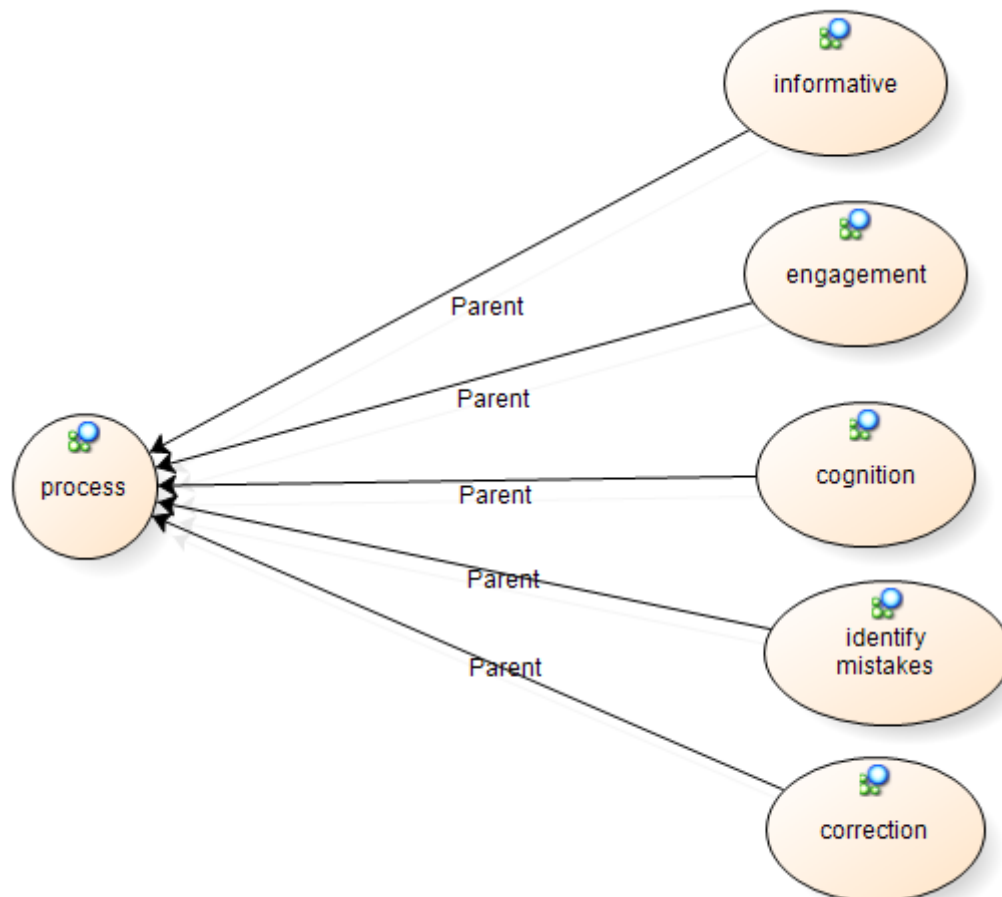 informative
engagement
Parent
Parent
cognition
process
Parent
Parent
identify
mistakes
Parent
correction